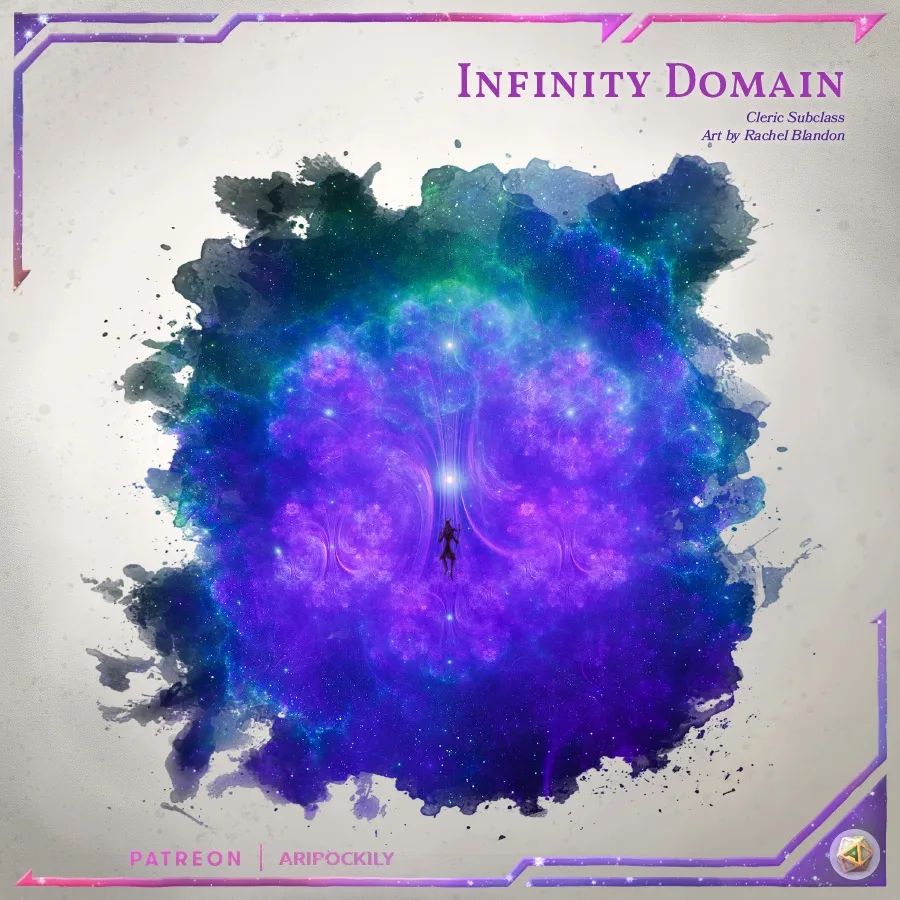 Infinity Domain
Cleric Subclass
Art by Rachel Blandon
PATREON | ARIPOCKILY